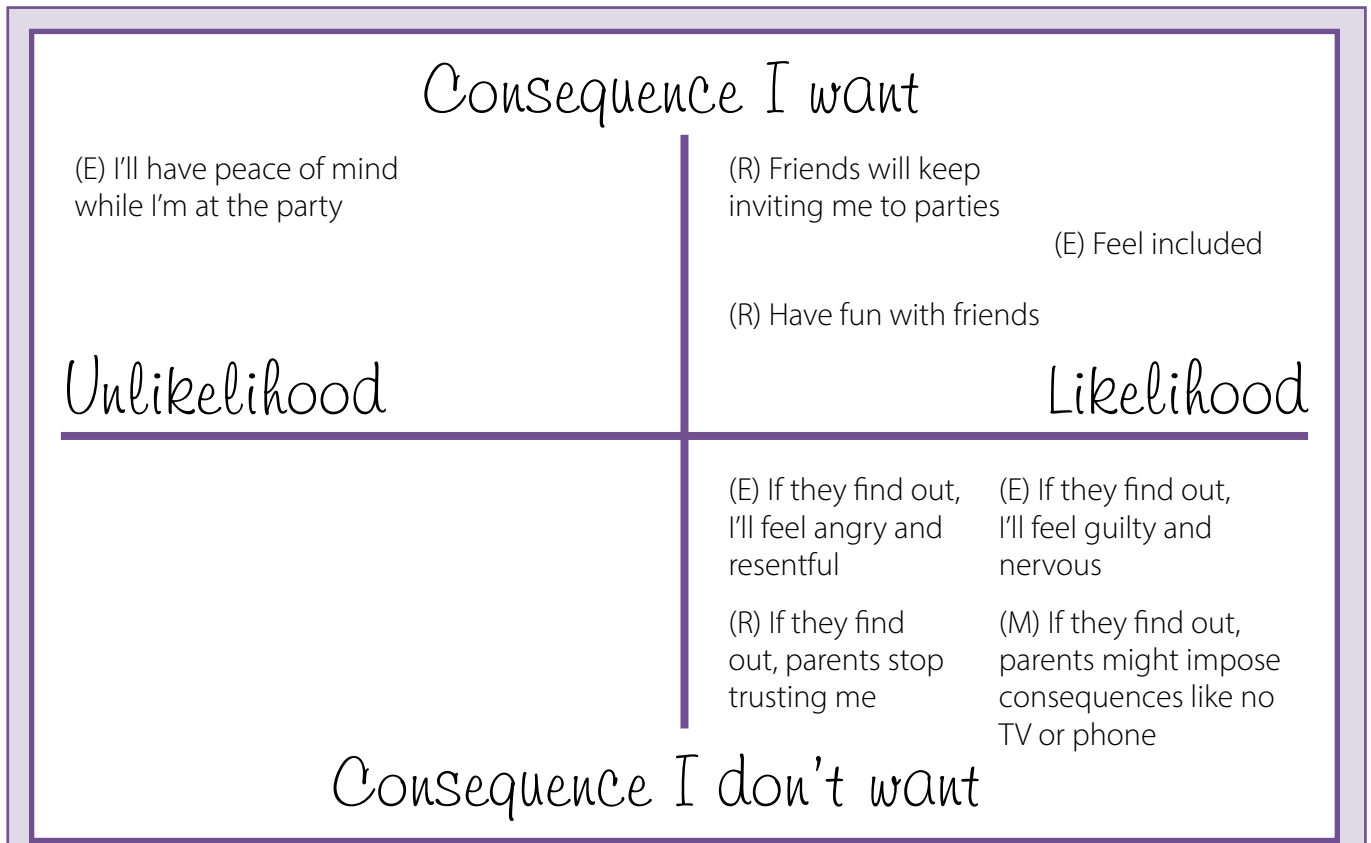 Consequence I want
(E) I’ll have peace of mind
while I’m at the party
(R) Friends will keep
inviting me to parties
(E) Feel included
(R) Have fun with friends
Unlikelihood
Likelihood
(E) If they find out,
I’ll feel angry and
resentful
(E) If they find out,
I’ll feel guilty and
nervous
(R) If they find
out, parents stop
trusting me
(M) If they find out,
parents might impose
consequences like no
TV or phone
Consequence I don’t want